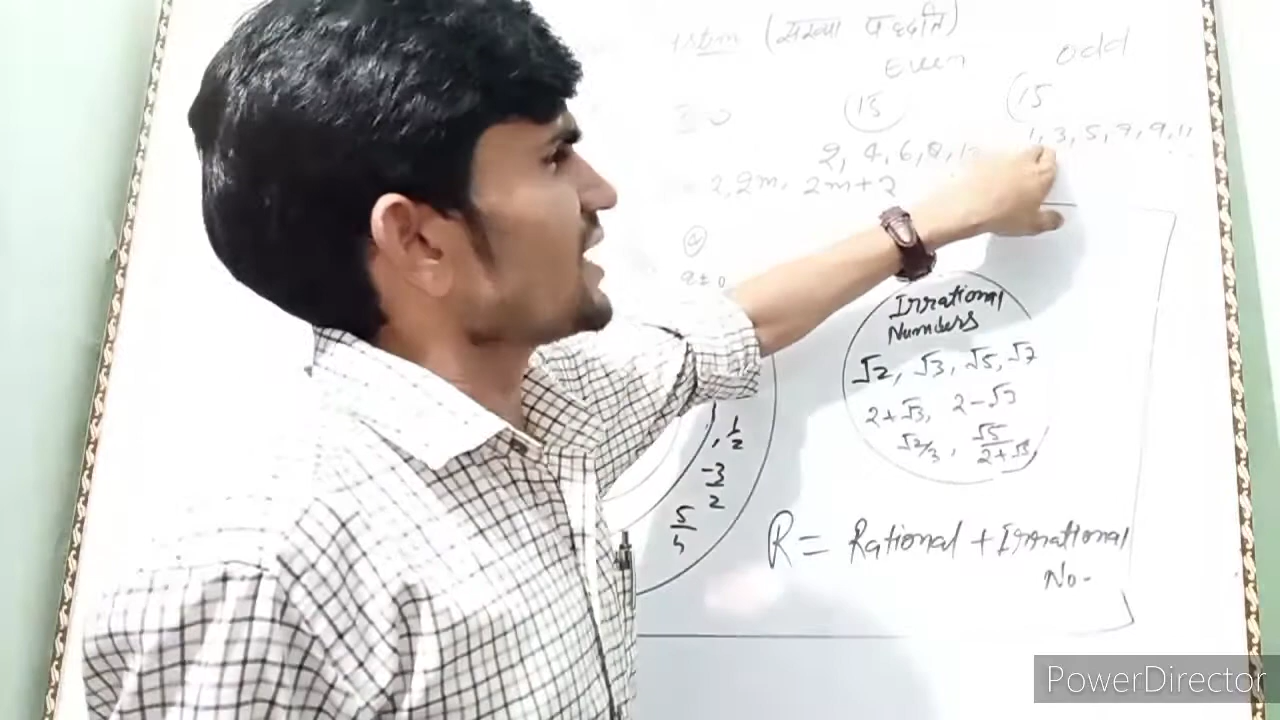 (संख्या पद्धति)
Even
Odd
15
15
2, 4, 6, 8,
1, 3, 5, 7, 9, 11
2, 2m, 2m+2
Irrational
Numbers
√2, √3, √5, √7
2+√3, 2-√3
√2/3, √5/2+√3,
1/2
-3/2
R = Rational + Irrational
No-
PowerDirector